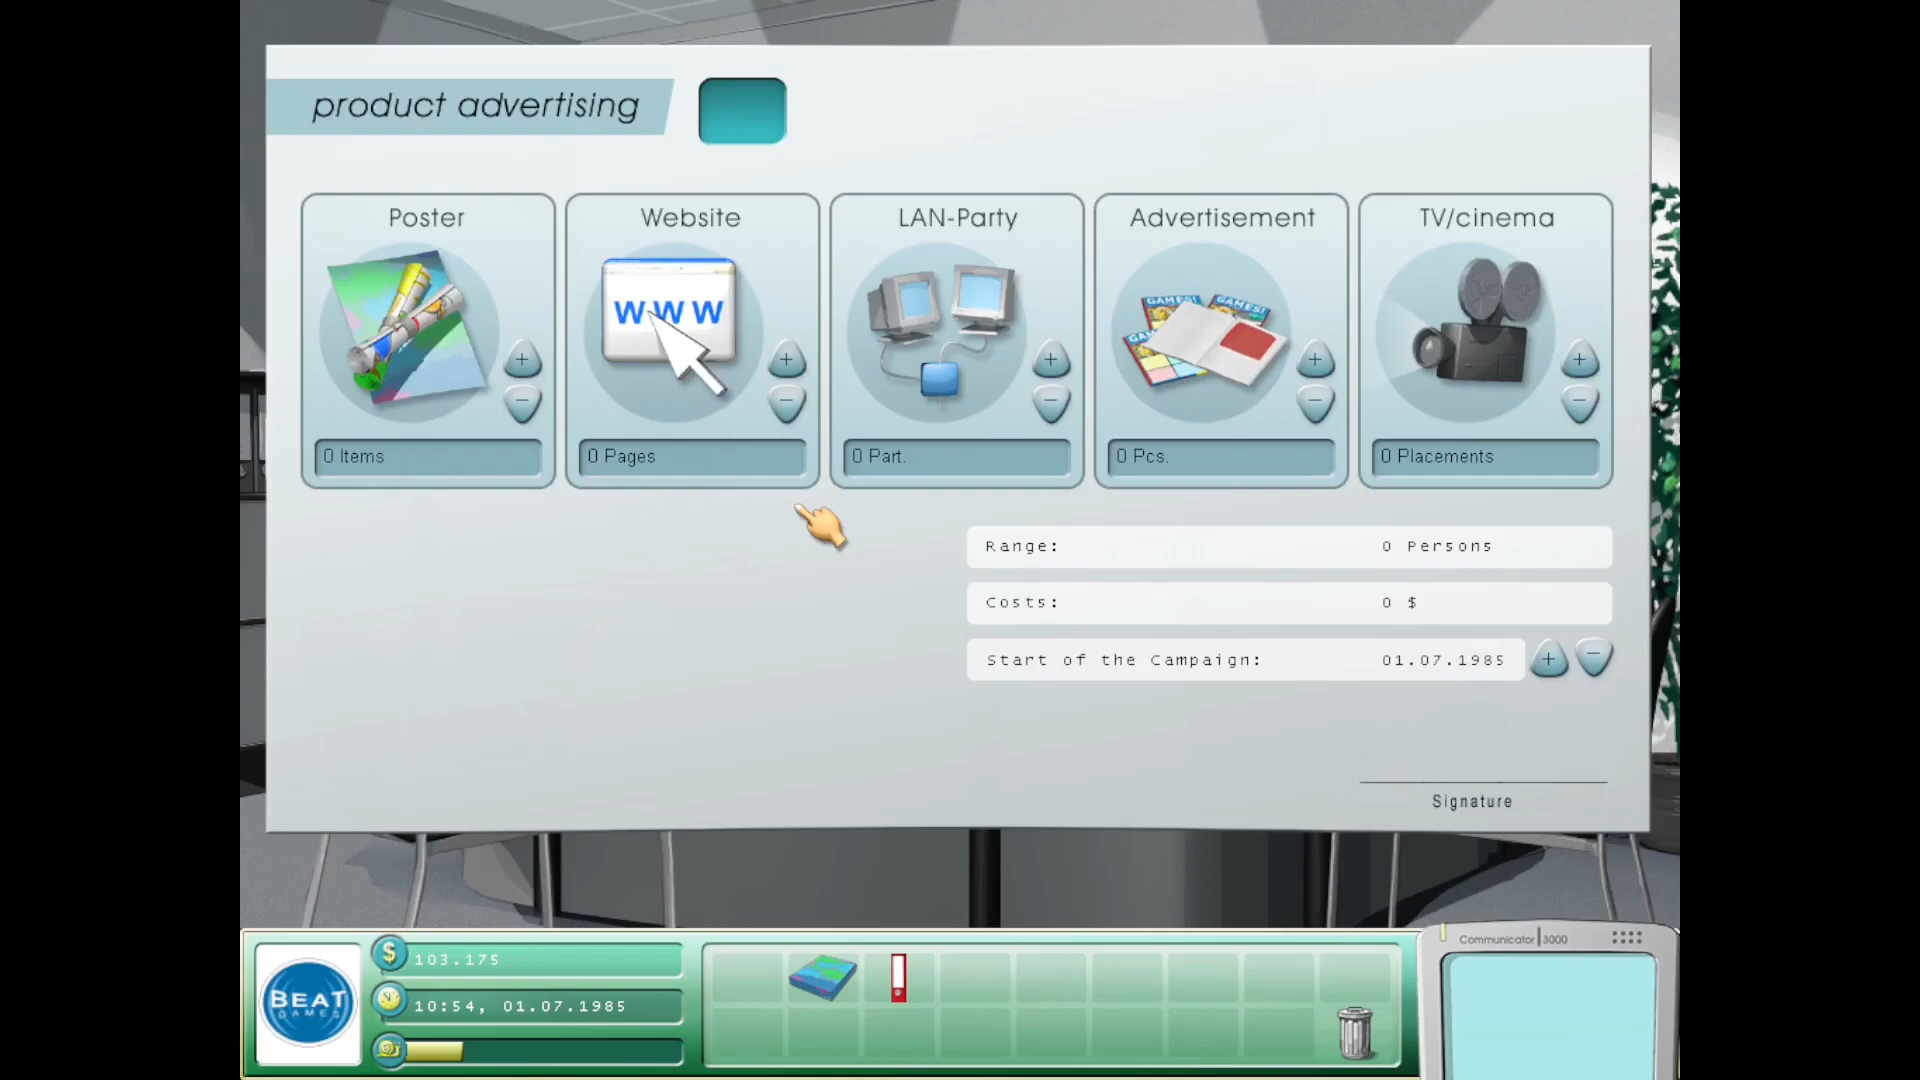 product advertising
Poster
Website
LAN-Party
Advertisement
TV/cinema
WWW
GAMES!
GAMES!
+
+
+
+
+
-
-
-
-
-
0 Items
0 Pages
0 Part.
0 Pcs.
0 Placements
Range: 0 Persons
Costs: 0 $
Start of the Campaign: 01.07.1985 + -
Signature
Communicator 3000
$ 103.175
BEAT
GAMES
10:54, 01.07.1985